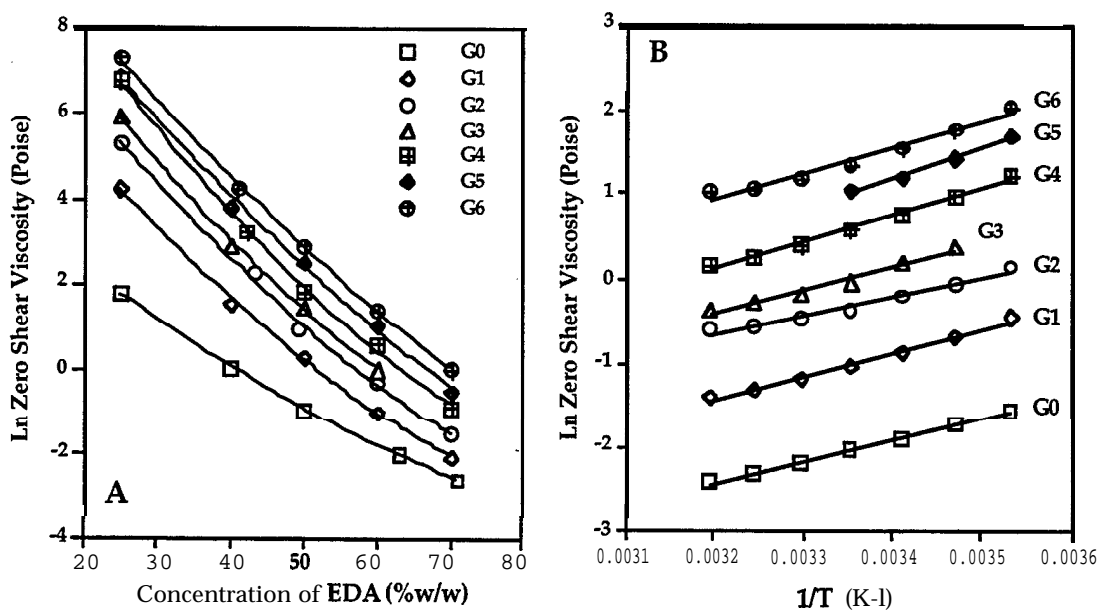 8
6
4
2
0
-2
-4
20 30 40 50 60 70 80
Ln Zero Shear Viscosity (Poise)
Concentration of EDA (%w/w)
A
G0
G1
G2
G3
G4
G5
G6
3
2
1
0
-1
-2
-3
0.0031 0.0032 0.0033 0.0034 0.0035 0.0036
Ln Zero Shear Viscosity (Poise)
1/T (K-l)
B
G6
G5
G4
G3
G2
G1
G0